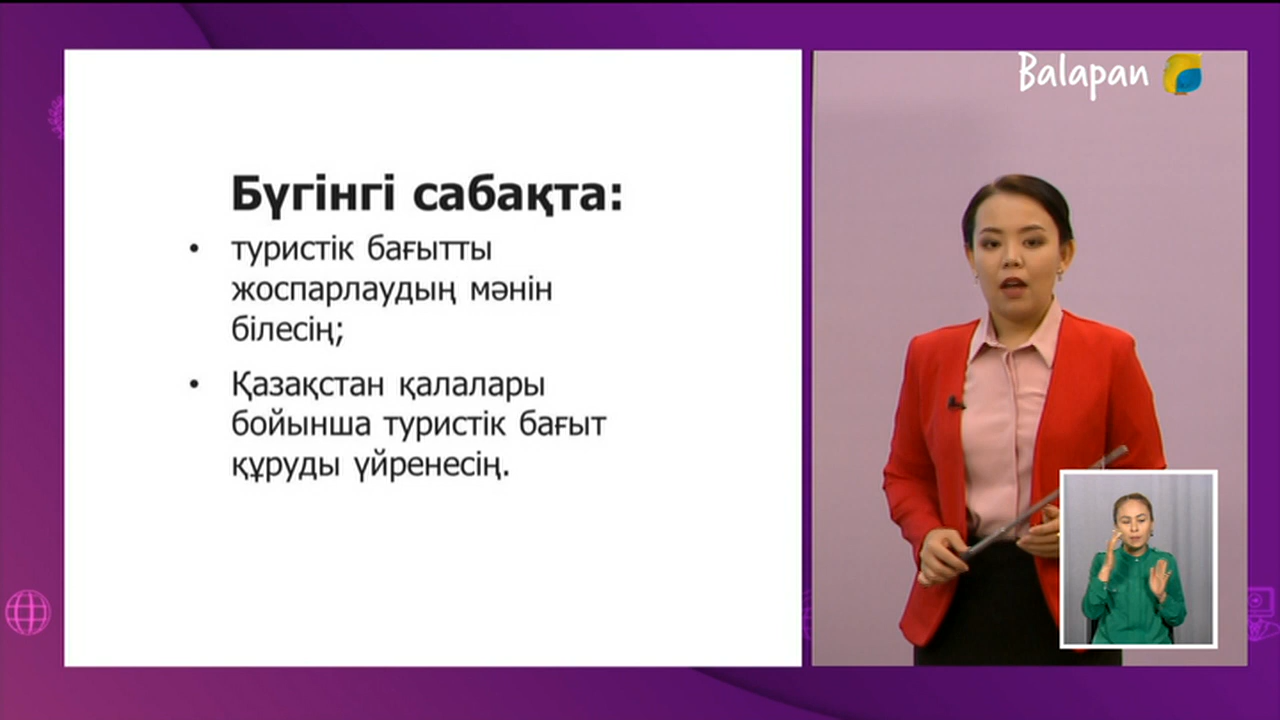 Balapan
Бүгінгі сабақта:
• туристік бағытты
жоспарлаудың мәнін
білесің;
• Қазақстан қалалары
бойынша туристік бағыт
құруды үйренесің.